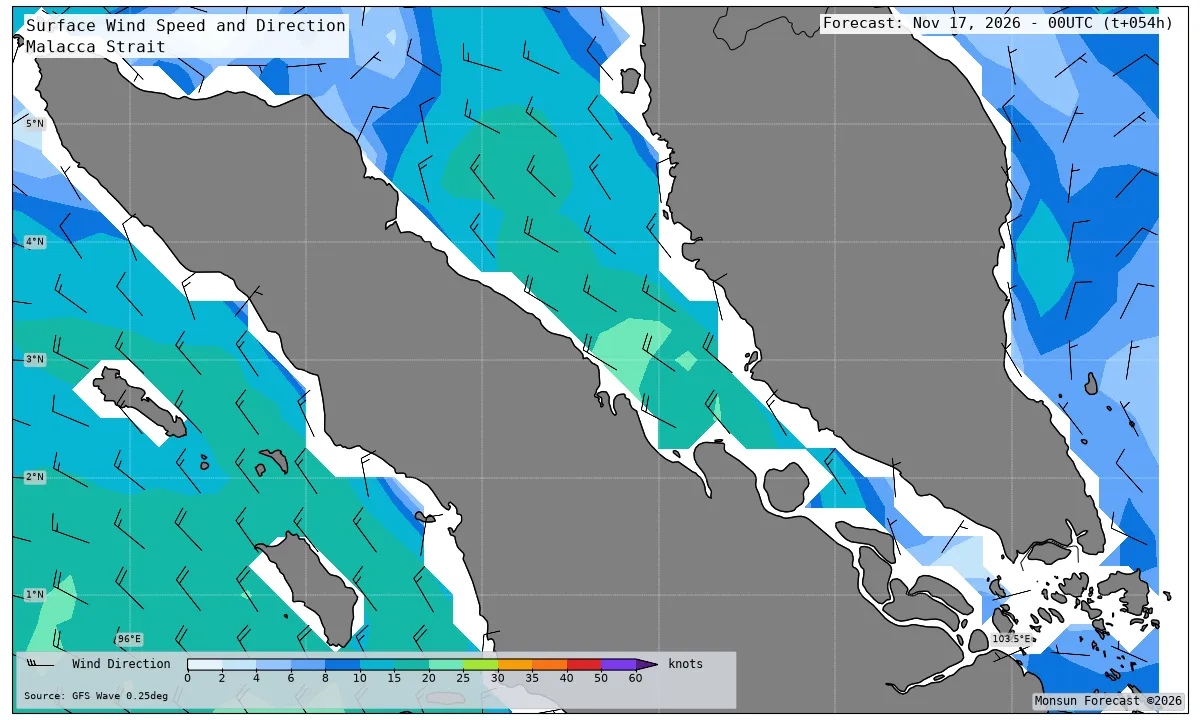 Surface Wind Speed and Direction
Malacca Strait
Forecast: Nov 17, 2026 - 00UTC (t+054h)
5°N
4°N
3°N
2°N
1°N
96°E
103.5°E
Wind Direction
knots
0 2 4 6 8 10 15 20 25 30 35 40 50 60
Source: GFS Wave 0.25deg
Monsun Forecast ©2026